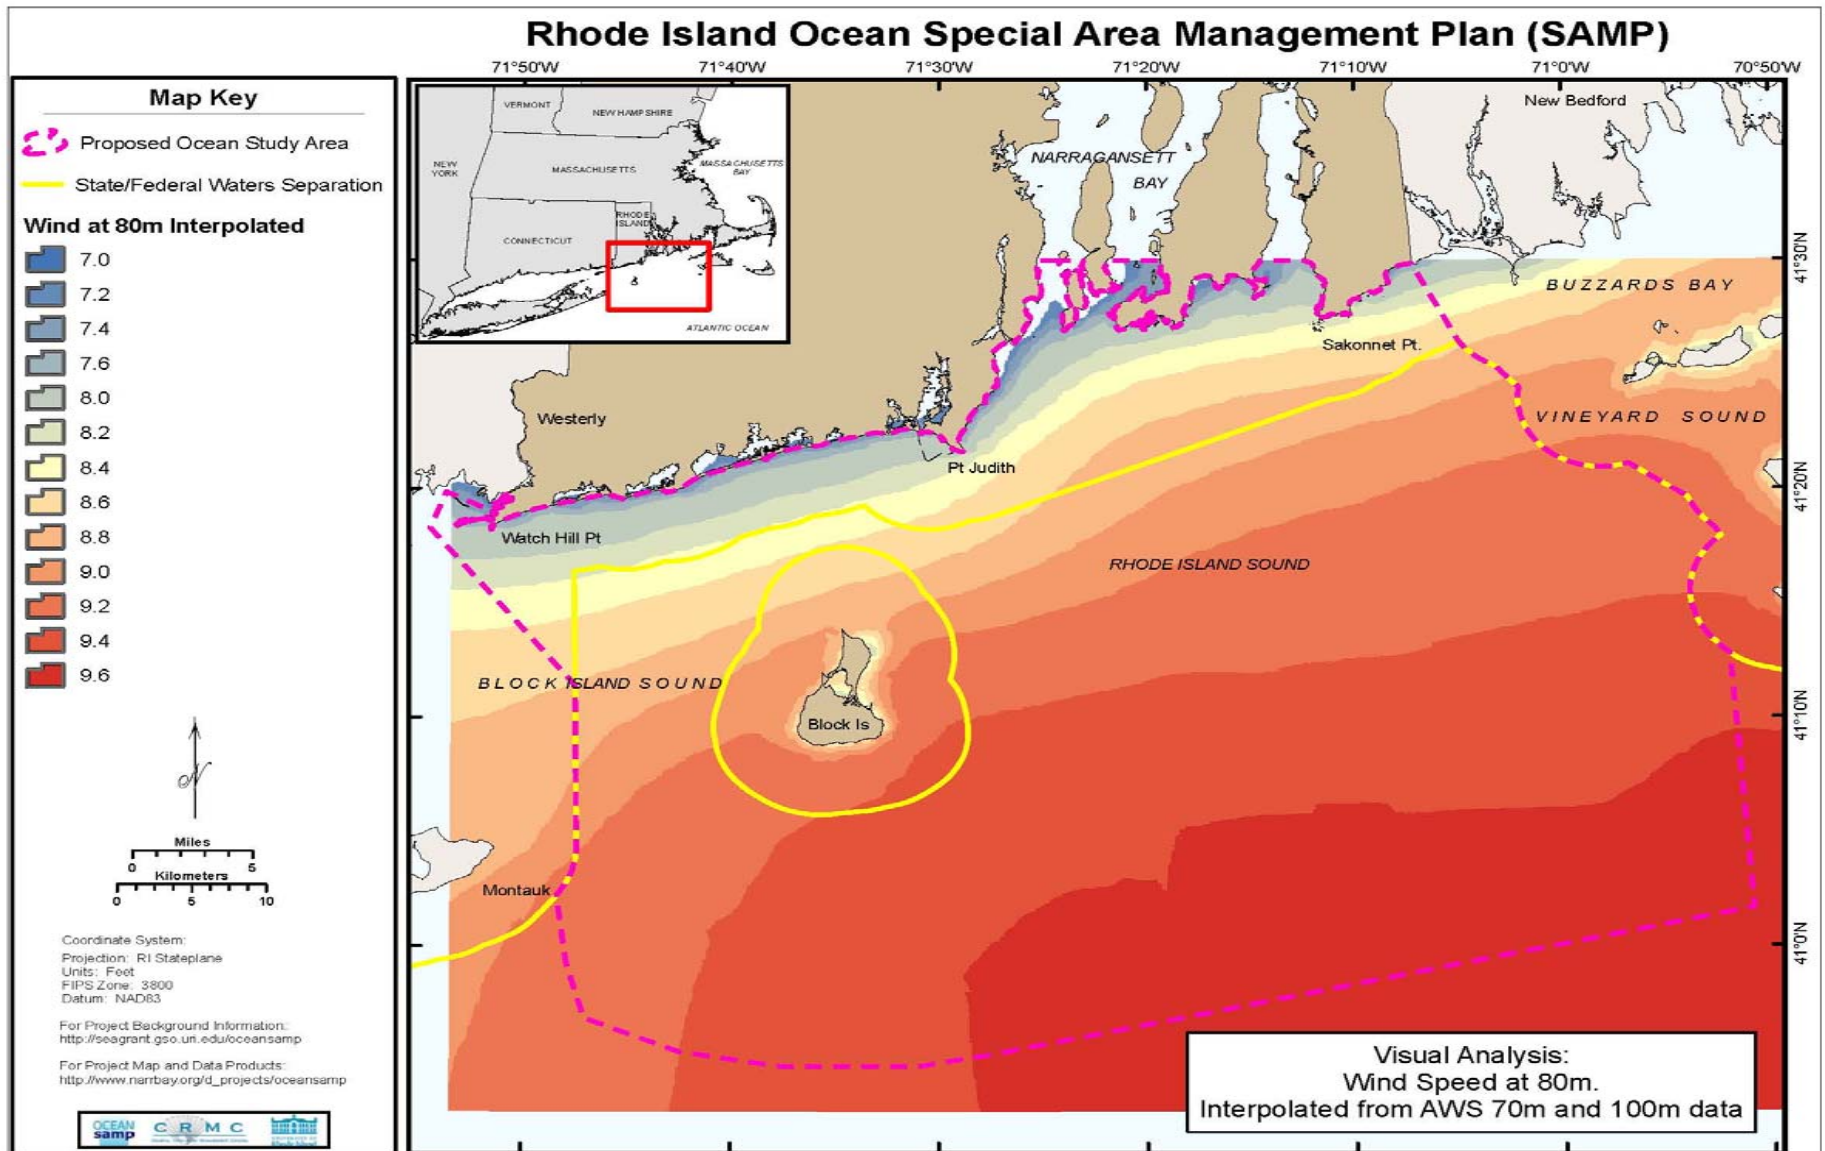 Rhode Island Ocean Special Area Management Plan (SAMP)
71°50'W 71°40'W 71°30'W 71°20'W 71°10'W 71°0'W 70°50'W
Map Key
Proposed Ocean Study Area
State/Federal Waters Separation
Wind at 80m Interpolated
7.0
7.2
7.4
7.6
8.0
8.2
8.4
8.6
8.8
9.0
9.2
9.4
9.6
Miles
0 5
Kilometers
0 5 10
Coordinate System:
Projection: RI Stateplane
Units: Feet
FIPS Zone: 3800
Datum: NAD83
For Project Background Information:
http://seagrant.gso.uri.edu/oceansamp
For Project Map and Data Products:
http://www.narrbay.org/d_projects/oceansamp
OCEAN
samp
CRMC
VERMONT
NEW HAMPSHIRE
NEW
YORK
MASSACHUSETTS
MASSACHUSETTS
BAY
RHODE
ISLAND
CONNECTICUT
ATLANTIC OCEAN
New Bedford
NARRAGANSETT
BAY
BUZZARDS BAY
Sakonnet Pt.
VINEYARD SOUND
Westerly
Pt Judith
Watch Hill Pt
RHODE ISLAND SOUND
BLOCK ISLAND SOUND
Block Is
Montauk
41°30'N
41°20'N
41°10'N
41°0'N
Visual Analysis:
Wind Speed at 80m.
Interpolated from AWS 70m and 100m data